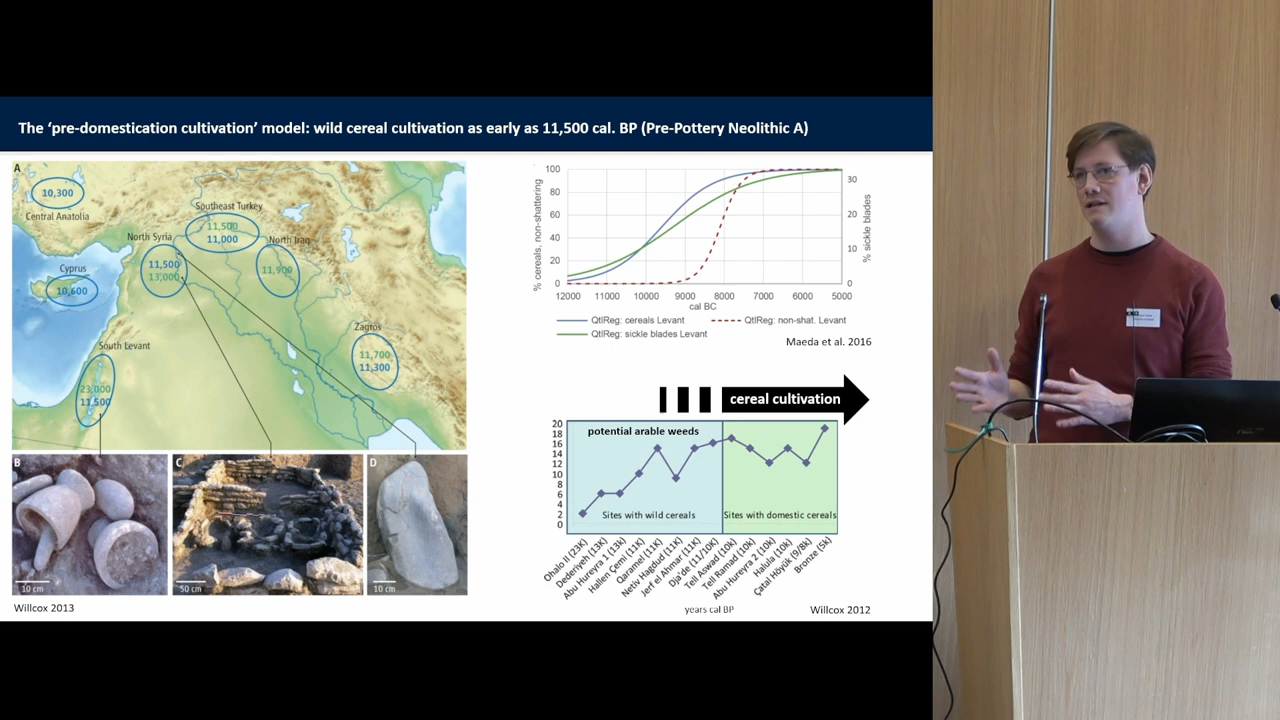 The ‘pre-domestication cultivation’ model: wild cereal cultivation as early as 11,500 cal. BP (Pre-Pottery Neolithic A)
A
10,300
Central Anatolia
Southeast Turkey
11,500
11,000
North Syria
11,500
13,000
North Iraq
11,900
Cyprus
10,600
Zagros
11,700
11,300
South Levant
23,000
11,500
B
10 cm
C
50 cm
D
10 cm
Willcox 2013
% cereals, non-shattering
100
80
60
40
20
0
30
20
10
0
% sickle blades
12000 11000 10000 9000 8000 7000 6000 5000
cal BC
QtlReg: cereals Levant
QtlReg: non-shat. Levant
QtlReg: sickle blades Levant
Maeda et al. 2016
cereal cultivation
potential arable weeds
20
18
16
14
12
10
8
6
4
2
0
Sites with wild cereals
Sites with domestic cereals
Ohalo II (23K)
Dederiyeh (13K)
Abu Hureyra 1 (13k)
Hallen Çemi (11K)
Qaramel (11K)
Netiv Hagdud (11K)
Jerf el Ahmar (11K)
Dja'de (11/10K)
Tell Aswad (10k)
Tell Ramad (10k)
Abu Hureyra 2 (10k)
Halula (10k)
Çatal Höyük (9/8k)
Bronze (5k)
years cal BP
Willcox 2012